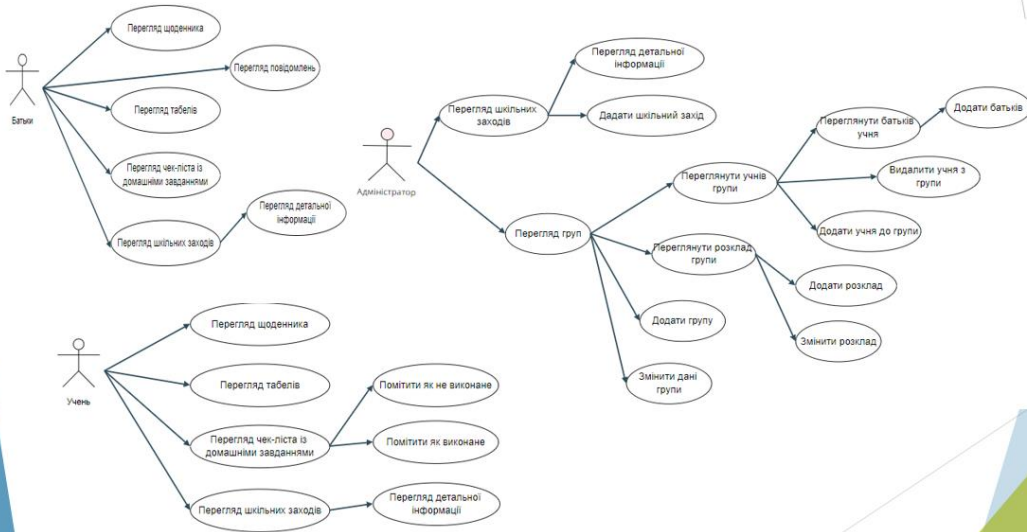 Перегляд щоденника
Перегляд повідомлень
Батьки
Перегляд табелів
Перегляд чек-ліста із
домашніми завданнями
Перегляд шкільних заходів
Перегляд детальної
інформації
Адміністратор
Перегляд шкільних
заходів
Перегляд детальної
інформації
Дадати шкільний захід
Перегляд груп
Переглянути учнів
групи
Переглянути батьків
учня
Додати батьків
Видалити учня з
групи
Додати учня до групи
Переглянути розклад
групи
Додати розклад
Змінити розклад
Додати групу
Змінити дані
групи
Учень
Перегляд щоденника
Перегляд табелів
Перегляд чек-ліста із
домашніми завданнями
Помітити як не виконане
Помітити як виконане
Перегляд шкільних заходів
Перегляд детальної
інформації